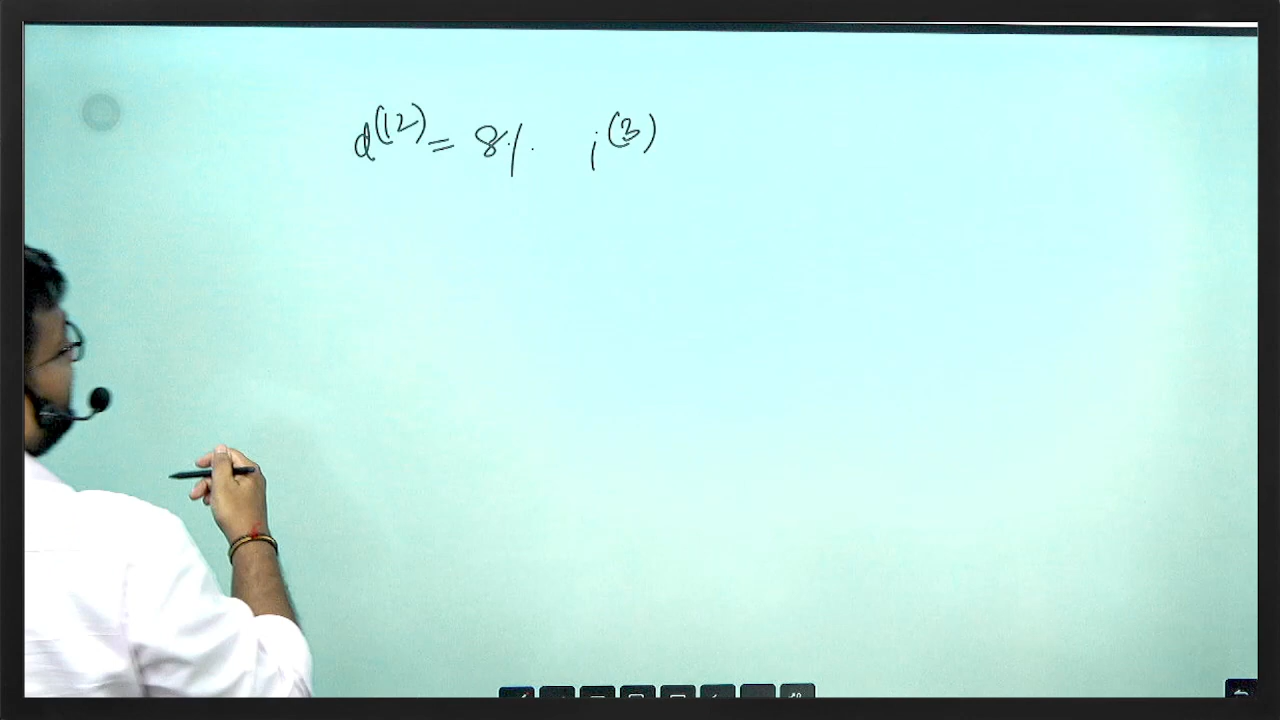 d^(12) = 8%. i^(3)